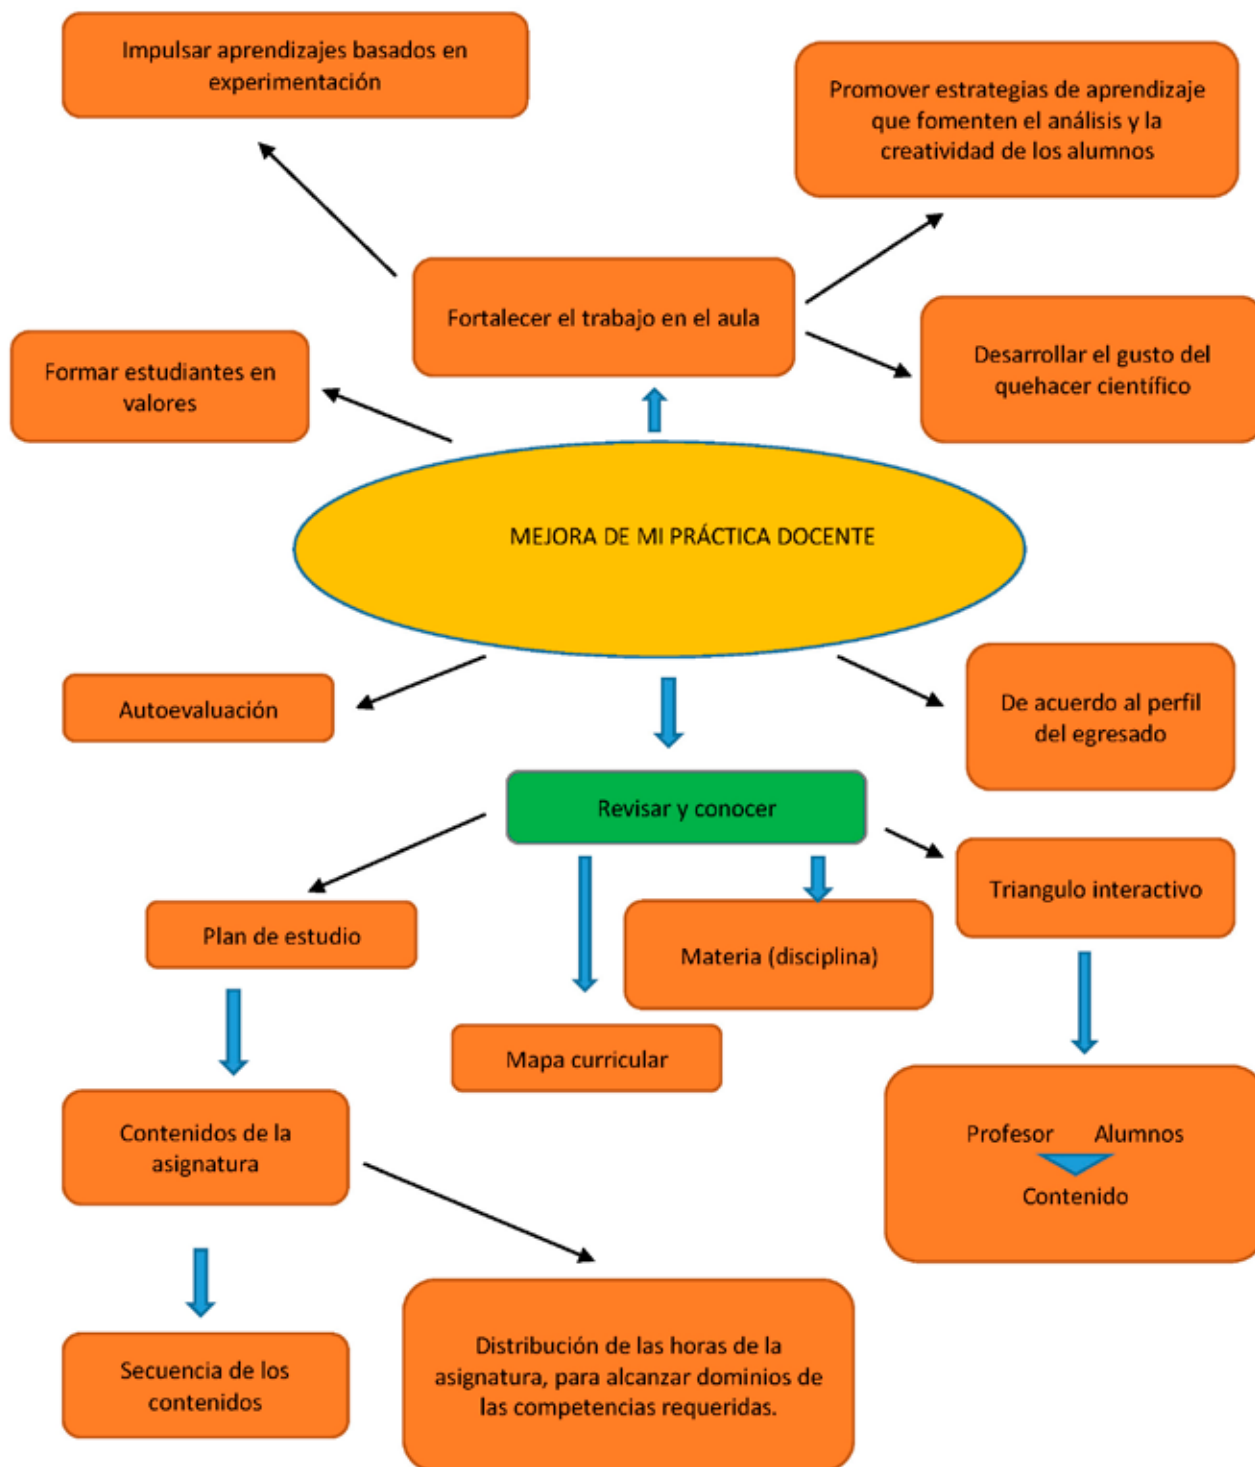 Impulsar aprendizajes basados en
experimentación
Promover estrategias de aprendizaje
que fomenten el análisis y la
creatividad de los alumnos
Fortalecer el trabajo en el aula
Formar estudiantes en
valores
Desarrollar el gusto del
quehacer científico
MEJORA DE MI PRÁCTICA DOCENTE
Autoevaluación
De acuerdo al perfil
del egresado
Revisar y conocer
Triangulo interactivo
Plan de estudio
Materia (disciplina)
Mapa curricular
Contenidos de la
asignatura
Profesor Alumnos
Contenido
Secuencia de los
contenidos
Distribución de las horas de la
asignatura, para alcanzar dominios de
las competencias requeridas.